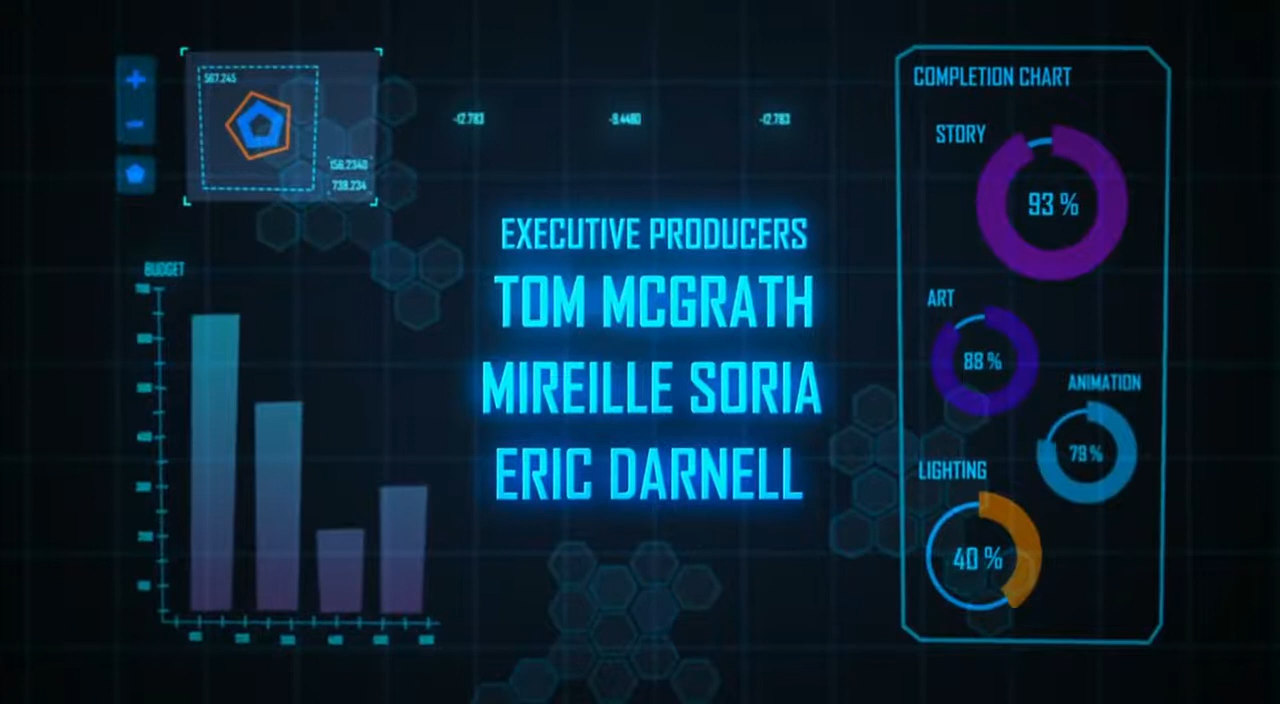 567.245
156.2340
738.234
-12.783
-9.4480
-12.783
EXECUTIVE PRODUCERS
TOM MCGRATH
MIREILLE SORIA
ERIC DARNELL
BUDGET
COMPLETION CHART
STORY
93 %
ART
88 %
ANIMATION
79 %
LIGHTING
40 %